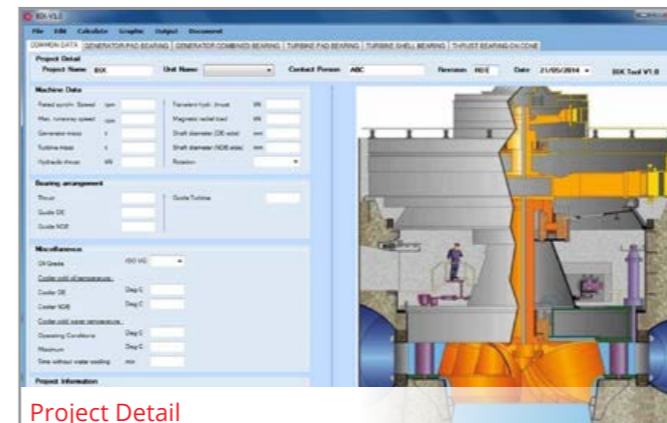 BIX-V1.0
File Edit Calculate Graphic Output Document
COMMON DATA GENERATOR PAD BEARING GENERATOR COMBINED BEARING TURBINE PAD BEARING TURBINE SHELL BEARING THRUST BEARING ON CONE
Project Detail
Project Name BIX Unit Name Contact Person ABC Revision R01 Date 21/05/2014 BIX Tool V1.0
Machine Data
Rated synchr. Speed rpm Transient hydr. thrust kN
Max. runaway speed rpm Magnetic radial load kN
Generator mass t Shaft diameter (DE side) mm
Turbine mass t Shaft diameter (NDE side) mm
Hydraulic thrust kN Rotation
Bearing arrangement
Thrust Guide Turbine
Guide DE
Guide NDE
Miscellaneous
Oil Grade ISO VG
Cooler cold oil temperature
Cooler DE Deg C
Cooler NDE Deg C
Cooler cold water temperature
Operating Conditions Deg C
Maximum Deg C
Time without water cooling min
Project Information
Project Detail